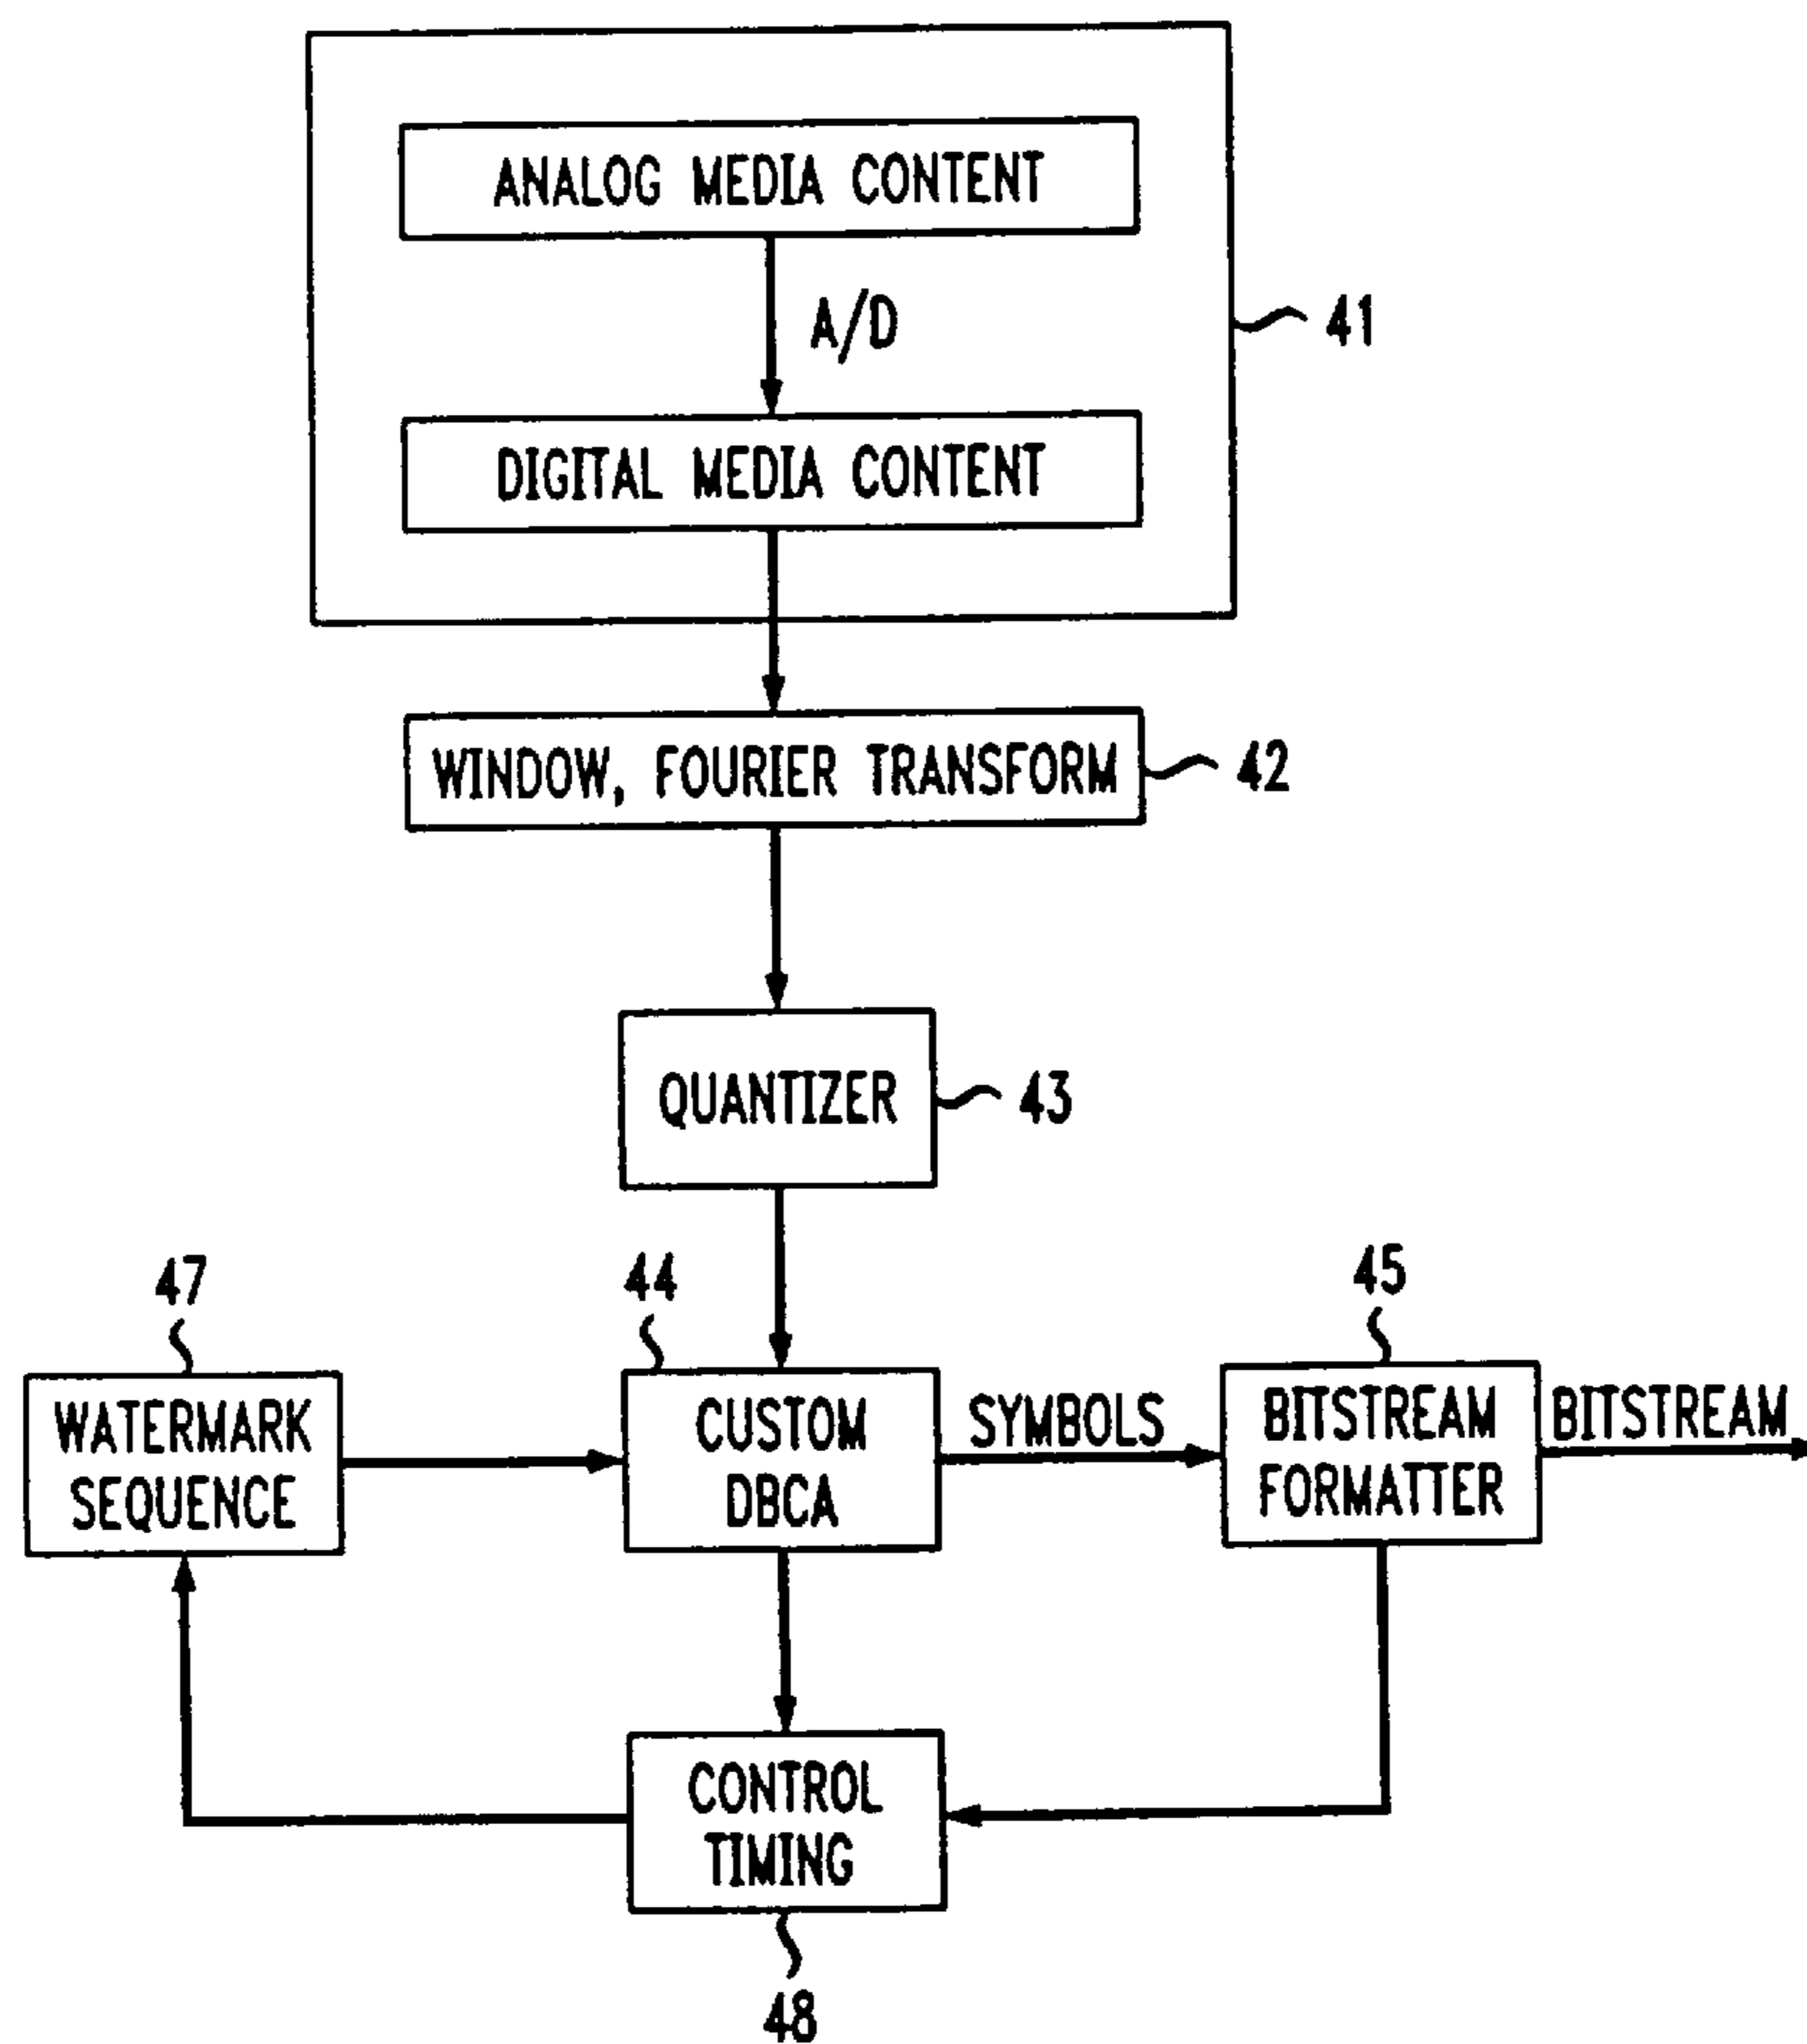 ANALOG MEDIA CONTENT
A/D
41
DIGITAL MEDIA CONTENT
WINDOW, FOURIER TRANSFORM
42
QUANTIZER
43
47
44
45
WATERMARK
SEQUENCE
CUSTOM
DBCA
SYMBOLS
BITSTREAM
FORMATTER
BITSTREAM
CONTROL
TIMING
48